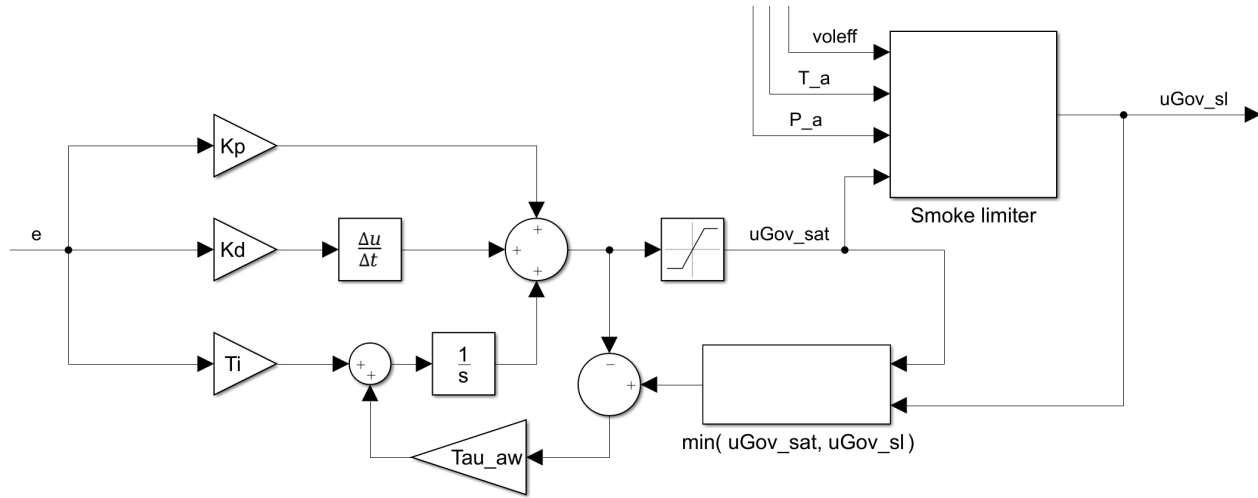 voleff
T_a
uGov_sl
P_a
Kp
Smoke limiter
e
Kd
Δu
Δt
+
+
+
uGov_sat
Ti
+
+
1
s
−
+
min( uGov_sat, uGov_sl )
Tau_aw